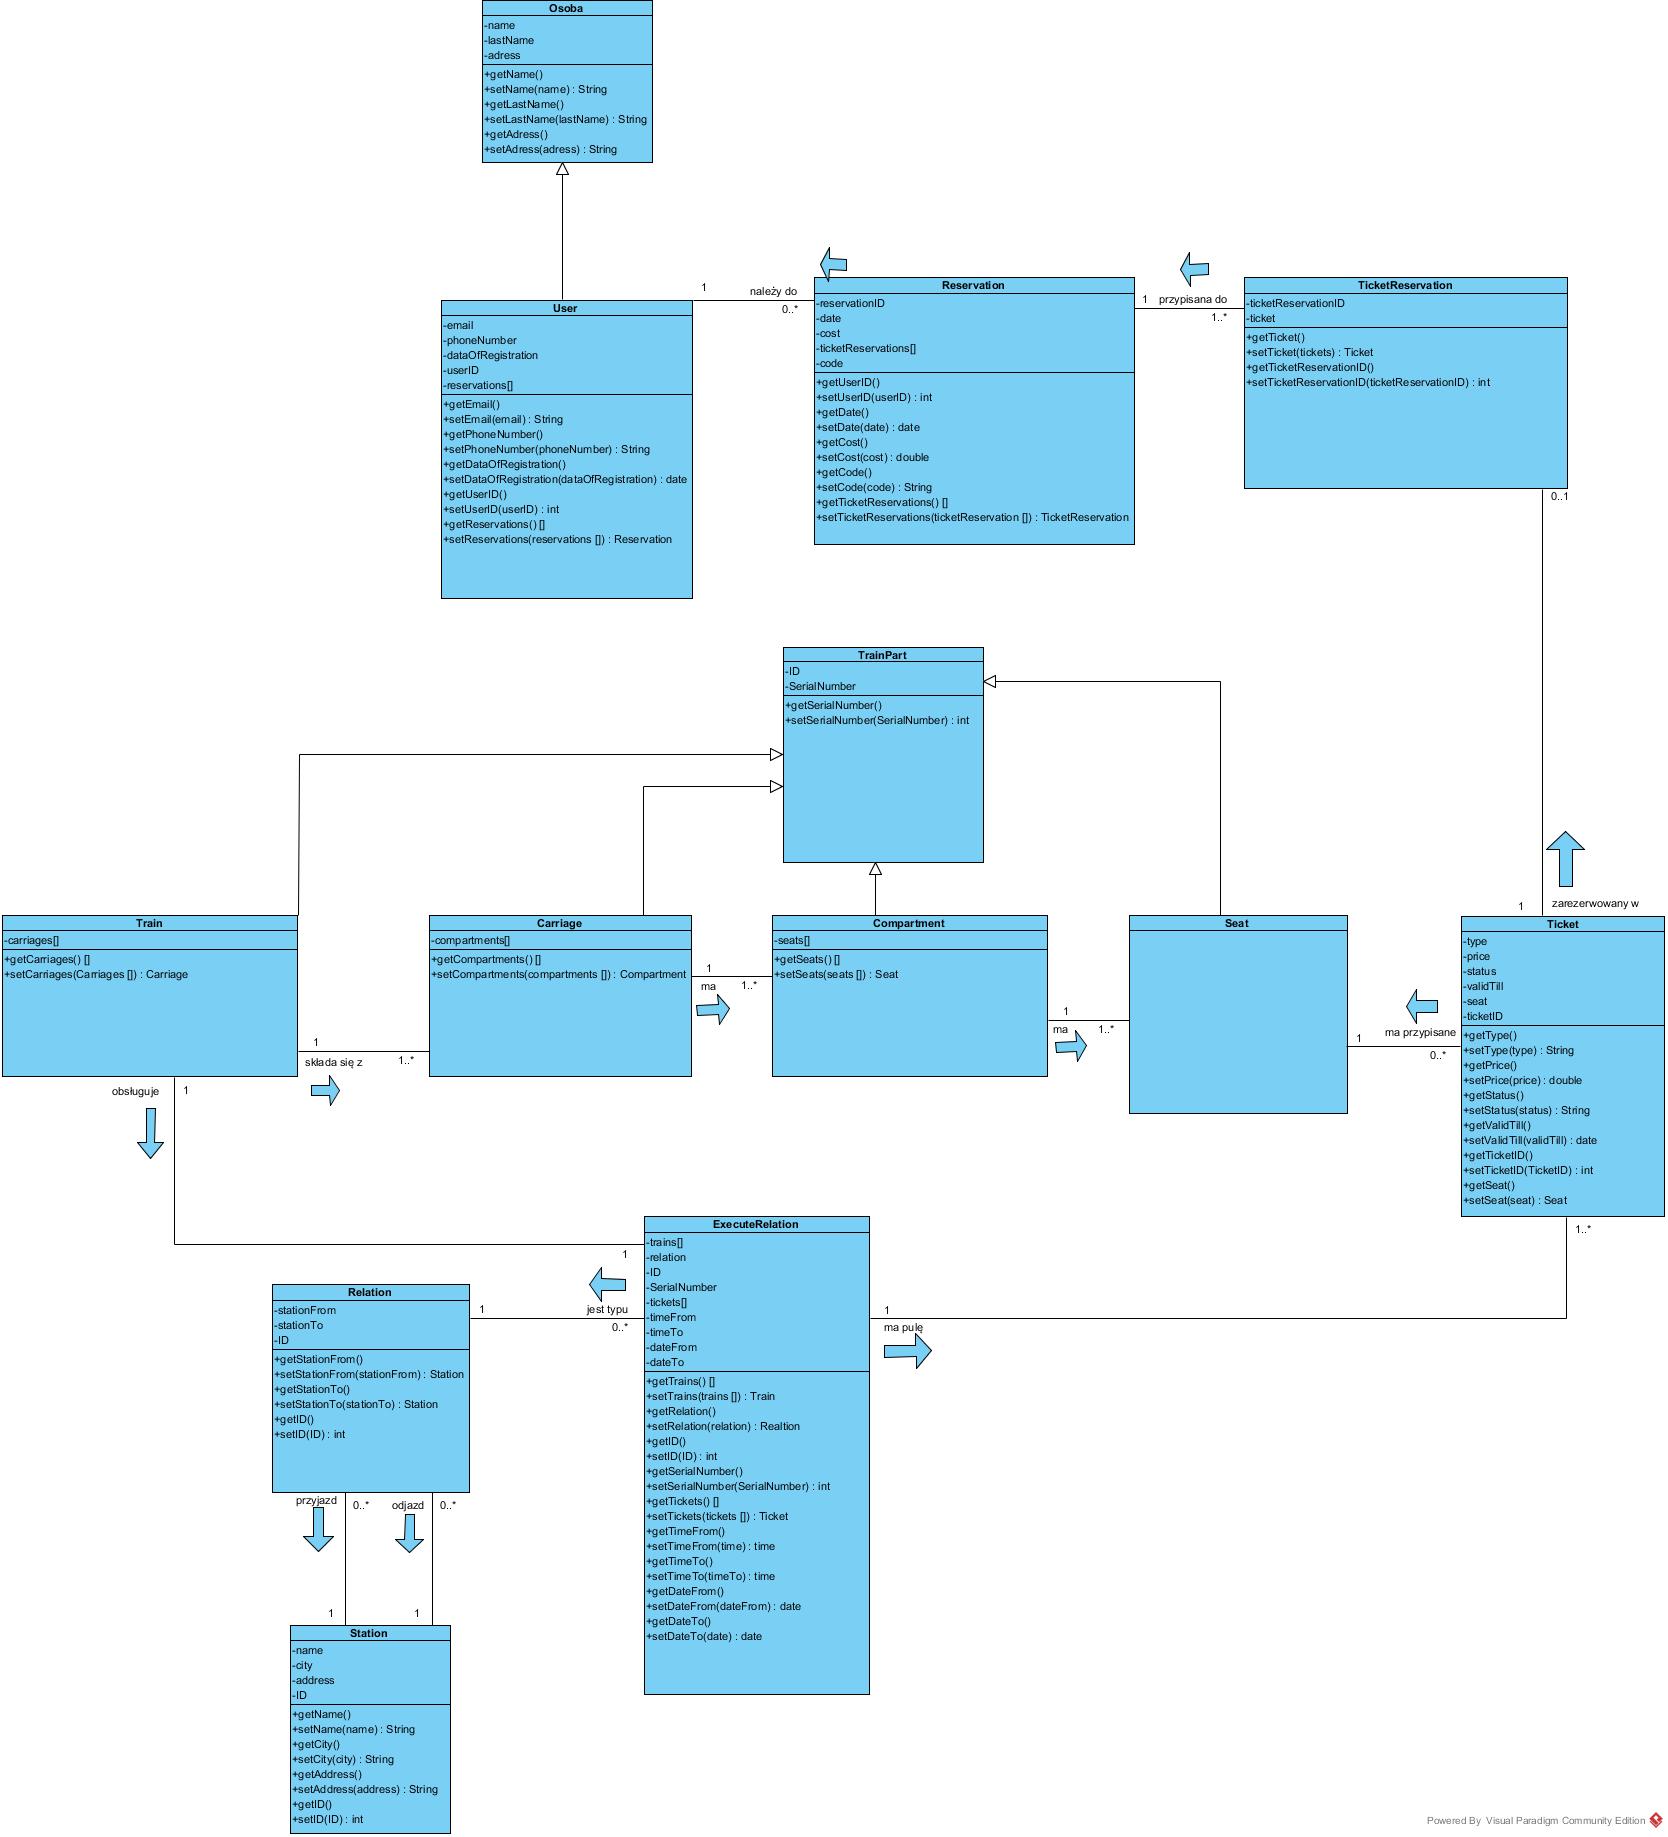 Osoba
-name
-lastName
-adress
+getName()
+setName(name) : String
+getLastName()
+setLastName(lastName) : String
+getAdress()
+setAdress(adress) : String
1
należy do
0..*
User
-email
-phoneNumber
-dataOfRegistration
-userID
-reservations[]
+getEmail()
+setEmail(email) : String
+getPhoneNumber()
+setPhoneNumber(phoneNumber) : String
+getDataOfRegistration()
+setDataOfRegistration(dataOfRegistration) : date
+getUserID()
+setUserID(userID) : int
+getReservations() []
+setReservations(reservations []) : Reservation
Reservation
-reservationID
-date
-cost
-ticketReservations[]
-code
+getUserID()
+setUserID(userID) : int
+getDate()
+setDate(date) : date
+getCost()
+setCost(cost) : double
+getCode()
+setCode(code) : String
+getTicketReservations() []
+setTicketReservations(ticketReservation []) : TicketReservation
1
przypisana do
1..*
TicketReservation
-ticketReservationID
-ticket
+getTicket()
+setTicket(tickets) : Ticket
+getTicketReservationID()
+setTicketReservationID(ticketReservationID) : int
0..1
TrainPart
-ID
-SerialNumber
+getSerialNumber()
+setSerialNumber(SerialNumber) : int
1
zarezerwowany w
Train
-carriages[]
+getCarriages() []
+setCarriages(Carriages []) : Carriage
1
składa się z
1..*
Carriage
-compartments[]
+getCompartments() []
+setCompartments(compartments []) : Compartment
1
ma
1..*
Compartment
-seats[]
+getSeats() []
+setSeats(seats []) : Seat
1
ma
1..*
Seat
1
ma przypisane
0..*
Ticket
-type
-price
-status
-validTill
-seat
-ticketID
+getType()
+setType(type) : String
+getPrice()
+setPrice(price) : double
+getStatus()
+setStatus(status) : String
+getValidTill()
+setValidTill(validTill) : date
+getTicketID()
+setTicketID(TicketID) : int
+getSeat()
+setSeat(seat) : Seat
1..*
obsługuje
1
1
ExecuteRelation
-trains[]
-relation
-ID
-SerialNumber
-tickets[]
-timeFrom
-timeTo
-dateFrom
-dateTo
+getTrains() []
+setTrains(trains []) : Train
+getRelation()
+setRelation(relation) : Realtion
+getID()
+setID(ID) : int
+getSerialNumber()
+setSerialNumber(SerialNumber) : int
+getTickets() []
+setTickets(tickets []) : Ticket
+getTimeFrom()
+setTimeFrom(time) : time
+getTimeTo()
+setTimeTo(timeTo) : time
+getDateFrom()
+setDateFrom(dateFrom) : date
+getDateTo()
+setDateTo(date) : date
1
ma pulę
1
jest typu
0..*
Relation
-stationFrom
-stationTo
-ID
+getStationFrom()
+setStationFrom(stationFrom) : Station
+getStationTo()
+setStationTo(stationTo) : Station
+getID()
+setID(ID) : int
przyjazd
0..*
odjazd
0..*
1
1
Station
-name
-city
-address
-ID
+getName()
+setName(name) : String
+getCity()
+setCity(city) : String
+getAddress()
+setAddress(address) : String
+getID()
+setID(ID) : int
Powered By Visual Paradigm Community Edition